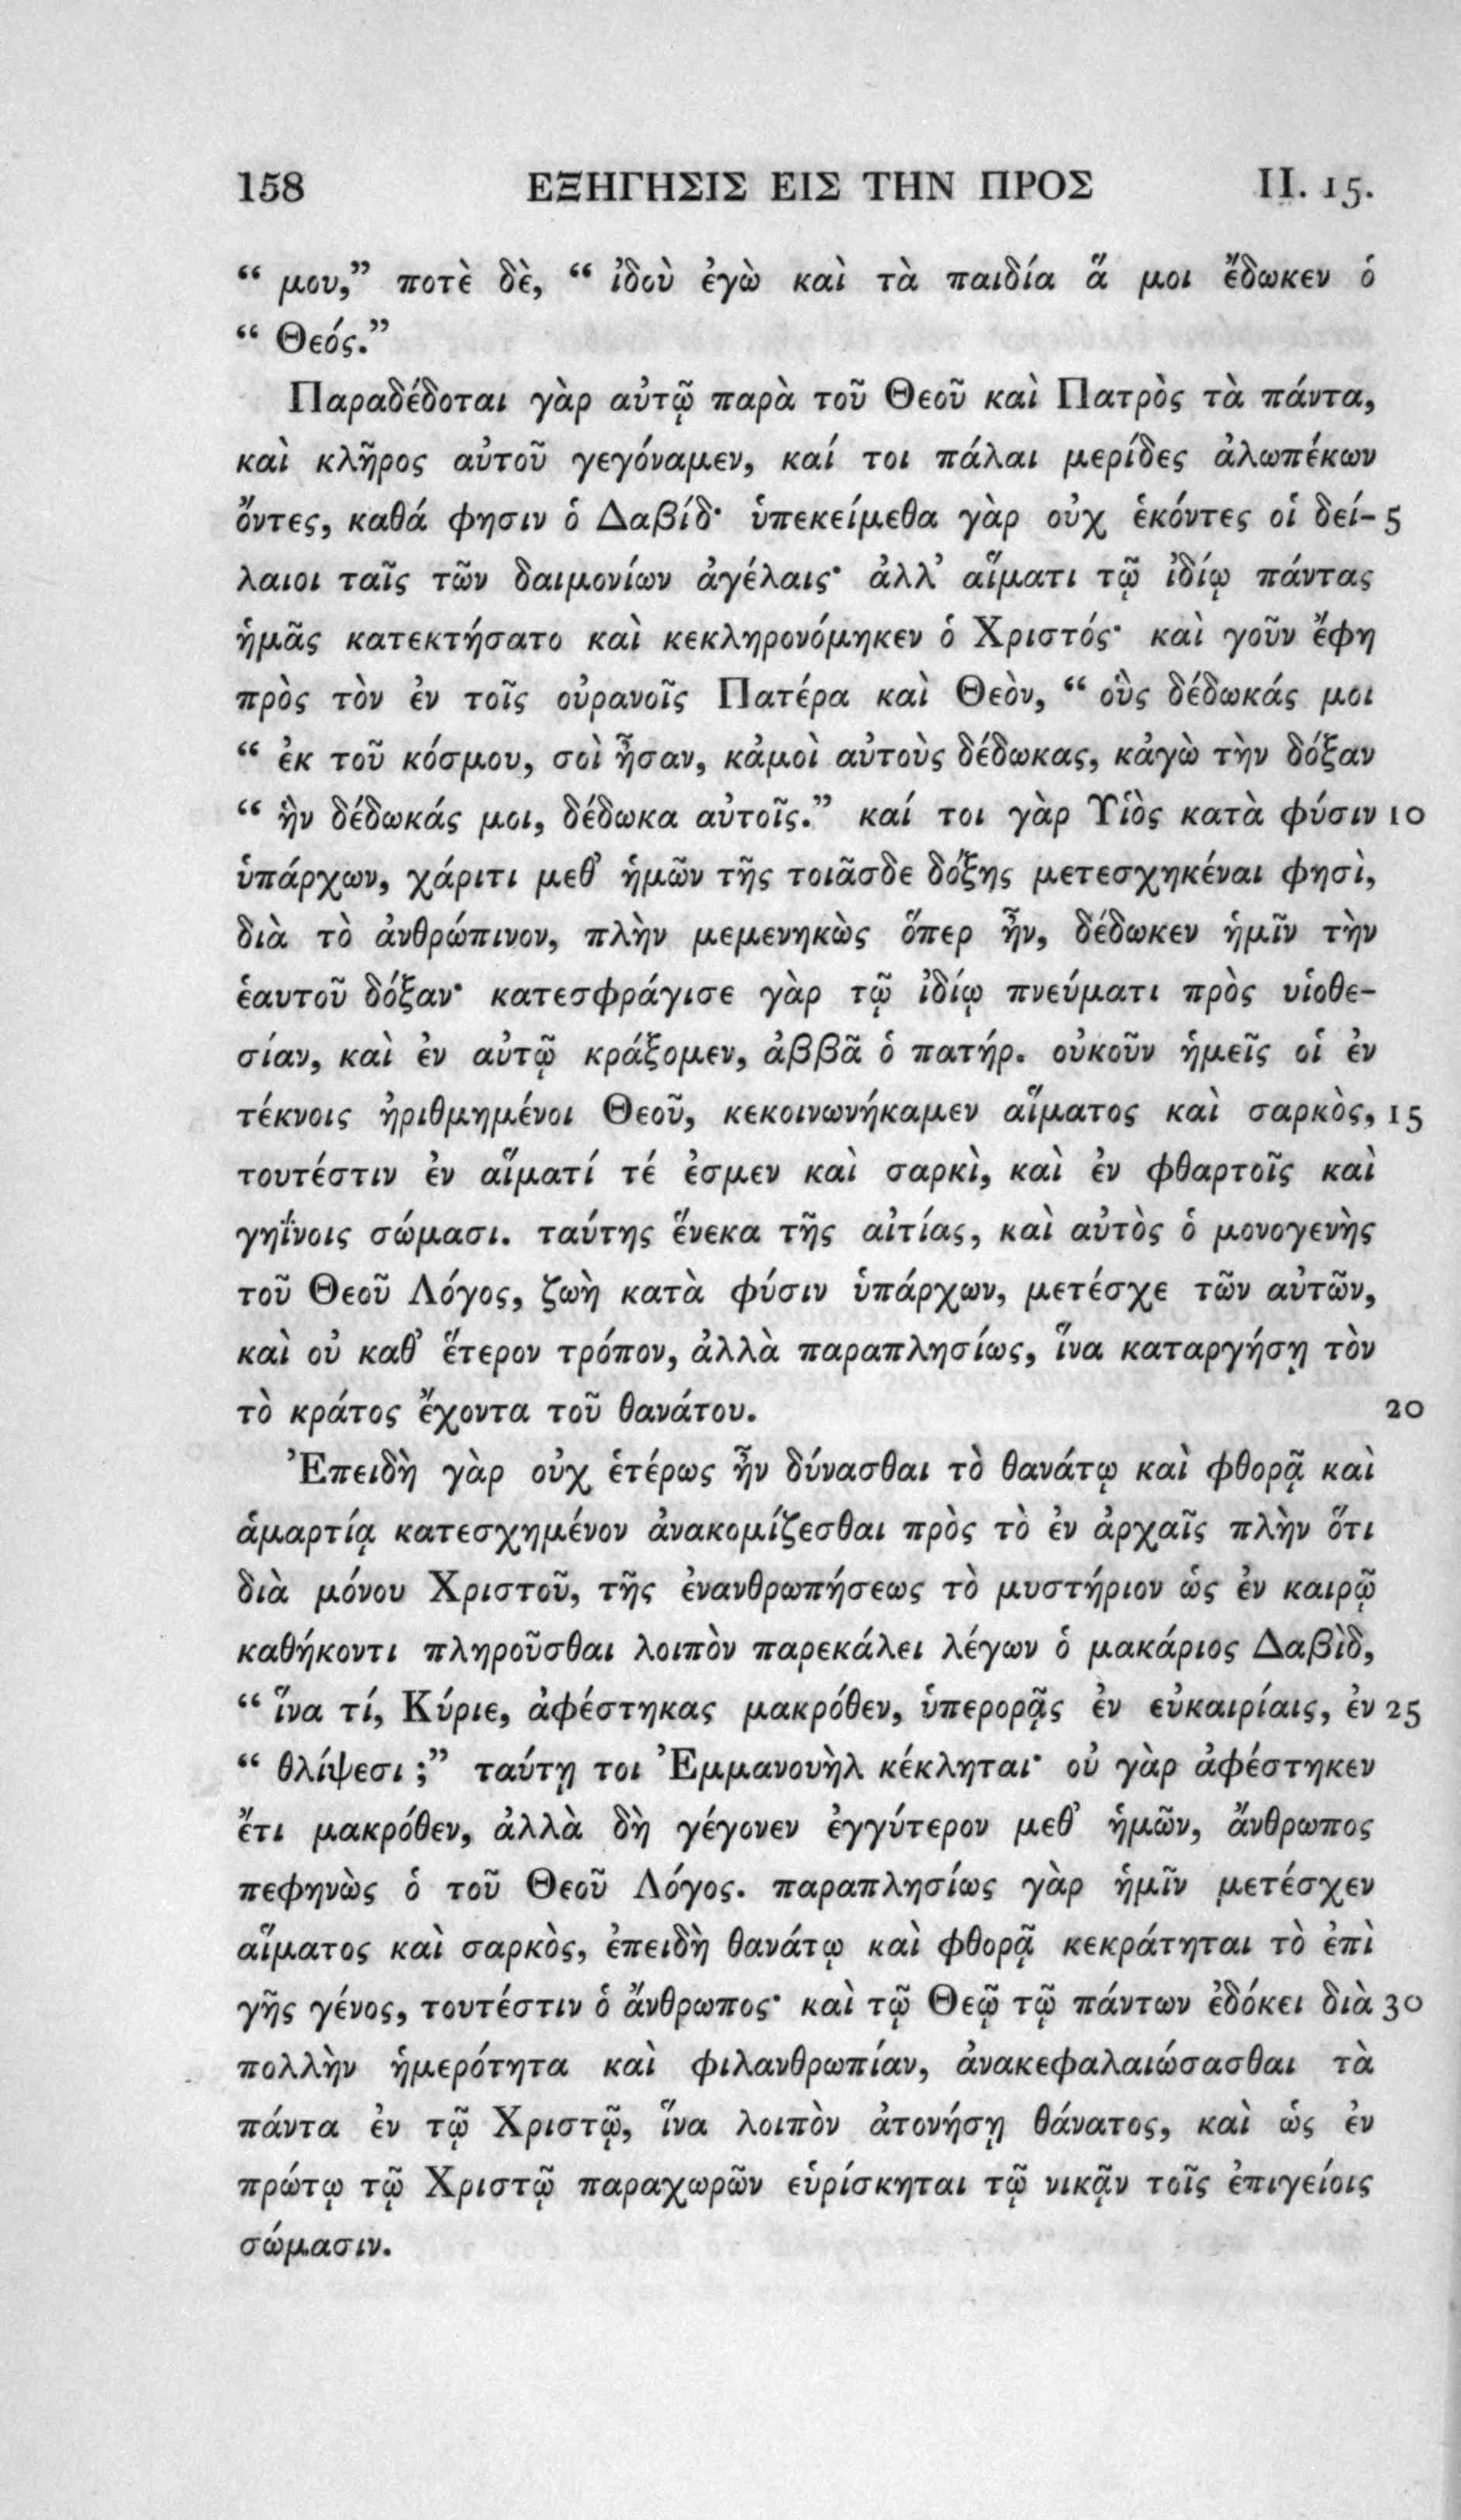 158 ΕΞΗΓΗΣΙΣ ΕΙΣ ΤΗΝ ΠΡΟΣ II. 15.
“ μου,” ποτὲ δὲ, “ ἰδοὺ ἐγὼ καὶ τὰ παιδία ἅ μοι ἔδωκεν ὁ
“ Θεός.”
Παραδέδοται γὰρ αὐτῷ παρὰ τοῦ Θεοῦ καὶ Πατρὸς τὰ πάντα,
καὶ κλῆρος αὐτοῦ γεγόναμεν, καί τοι πάλαι μερίδες ἀλωπέκων
ὄντες, καθά φησιν ὁ Δαβίδ· ὑπεκείμεθα γὰρ οὐχ ἑκόντες οἱ δεί- 5
λαιοι ταῖς τῶν δαιμονίων ἀγέλαις· ἀλλ’ αἵματι τῷ ἰδίῳ πάντας
ἡμᾶς κατεκτήσατο καὶ κεκληρονόμηκεν ὁ Χριστός· καὶ γοῦν ἔφη
πρὸς τὸν ἐν τοῖς οὐρανοῖς Πατέρα καὶ Θεὸν, “ οὓς δέδωκάς μοι
“ ἐκ τοῦ κόσμου, σοὶ ἦσαν, κἀμοὶ αὐτοὺς δέδωκας, κἀγὼ τὴν δόξαν
“ ἣν δέδωκάς μοι, δέδωκα αὐτοῖς.” καί τοι γὰρ Υἱὸς κατὰ φύσιν 10
ὑπάρχων, χάριτι μεθ’ ἡμῶν τῆς τοιᾶσδε δόξης μετεσχηκέναι φησὶ,
διὰ τὸ ἀνθρώπινον, πλὴν μεμενηκὼς ὅπερ ἦν, δέδωκεν ἡμῖν τὴν
ἑαυτοῦ δόξαν· κατεσφράγισε γὰρ τῷ ἰδίῳ πνεύματι πρὸς υἱοθε-
σίαν, καὶ ἐν αὐτῷ κράξομεν, ἀββᾶ ὁ πατήρ. οὐκοῦν ἡμεῖς οἱ ἐν
τέκνοις ἠριθμημένοι Θεοῦ, κεκοινωνήκαμεν αἵματος καὶ σαρκὸς, 15
τουτέστιν ἐν αἵματί τέ ἐσμεν καὶ σαρκὶ, καὶ ἐν φθαρτοῖς καὶ
γηΐνοις σώμασι. ταύτης ἕνεκα τῆς αἰτίας, καὶ αὐτὸς ὁ μονογενὴς
τοῦ Θεοῦ Λόγος, ζωὴ κατὰ φύσιν ὑπάρχων, μετέσχε τῶν αὐτῶν,
καὶ οὐ καθ’ ἕτερον τρόπον, ἀλλὰ παραπλησίως, ἵνα καταργήσῃ τὸν
τὸ κράτος ἔχοντα τοῦ θανάτου. 20
Ἐπειδὴ γὰρ οὐχ ἑτέρως ἦν δύνασθαι τὸ θανάτῳ καὶ φθορᾷ καὶ
ἁμαρτίᾳ κατεσχημένον ἀνακομίζεσθαι πρὸς τὸ ἐν ἀρχαῖς πλὴν ὅτι
διὰ μόνου Χριστοῦ, τῆς ἐνανθρωπήσεως τὸ μυστήριον ὡς ἐν καιρῷ
καθήκοντι πληροῦσθαι λοιπὸν παρεκάλει λέγων ὁ μακάριος Δαβὶδ,
“ ἵνα τί, Κύριε, ἀφέστηκας μακρόθεν, ὑπερορᾷς ἐν εὐκαιρίαις, ἐν 25
“ θλίψεσι ;” ταύτῃ τοι Ἐμμανουὴλ κέκληται· οὐ γὰρ ἀφέστηκεν
ἔτι μακρόθεν, ἀλλὰ δὴ γέγονεν ἐγγύτερον μεθ’ ἡμῶν, ἄνθρωπος
πεφηνὼς ὁ τοῦ Θεοῦ Λόγος. παραπλησίως γὰρ ἡμῖν μετέσχεν
αἵματος καὶ σαρκὸς, ἐπειδὴ θανάτῳ καὶ φθορᾷ κεκράτηται τὸ ἐπὶ
γῆς γένος, τουτέστιν ὁ ἄνθρωπος· καὶ τῷ Θεῷ τῷ πάντων ἐδόκει διὰ 30
πολλὴν ἡμερότητα καὶ φιλανθρωπίαν, ἀνακεφαλαιώσασθαι τὰ
πάντα ἐν τῷ Χριστῷ, ἵνα λοιπὸν ἀτονήσῃ θάνατος, καὶ ὡς ἐν
πρώτῳ τῷ Χριστῷ παραχωρῶν εὑρίσκηται τῷ νικᾷν τοῖς ἐπιγείοις
σώμασιν.